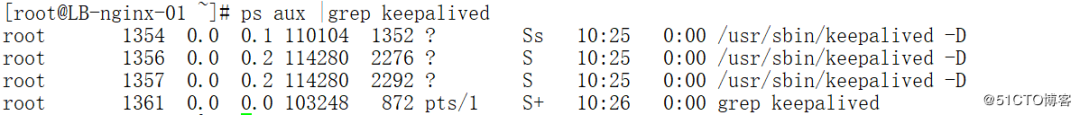 [root@LB-nginx-01 ~]# ps aux |grep keepalived
root 1354 0.0 0.1 110104 1352 ? Ss 10:25 0:00 /usr/sbin/keepalived -D
root 1356 0.0 0.2 114280 2276 ? S 10:25 0:00 /usr/sbin/keepalived -D
root 1357 0.0 0.2 114280 2292 ? S 10:25 0:00 /usr/sbin/keepalived -D
root 1361 0.0 0.0 103248 872 pts/1 S+ 10:26 0:00 grep keepalived
@51CTO博客